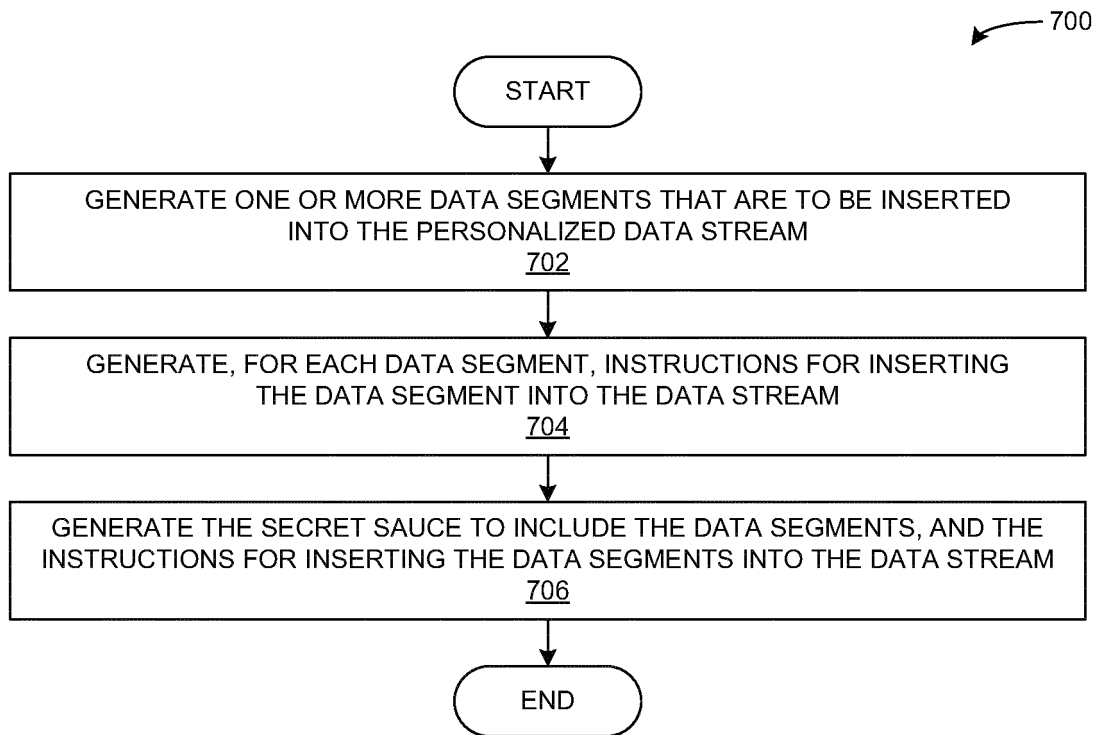 700
START
GENERATE ONE OR MORE DATA SEGMENTS THAT ARE TO BE INSERTED
INTO THE PERSONALIZED DATA STREAM
702
GENERATE, FOR EACH DATA SEGMENT, INSTRUCTIONS FOR INSERTING
THE DATA SEGMENT INTO THE DATA STREAM
704
GENERATE THE SECRET SAUCE TO INCLUDE THE DATA SEGMENTS, AND THE
INSTRUCTIONS FOR INSERTING THE DATA SEGMENTS INTO THE DATA STREAM
706
END